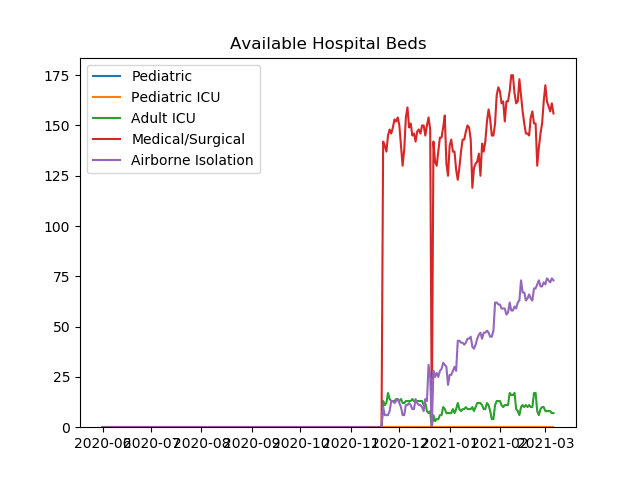 Available Hospital Beds
Pediatric
Pediatric ICU
Adult ICU
Medical/Surgical
Airborne Isolation
175
150
125
100
75
50
25
0
2020-06 2020-07 2020-08 2020-09 2020-10 2020-11 2020-12 2021-01 2021-02 2021-03